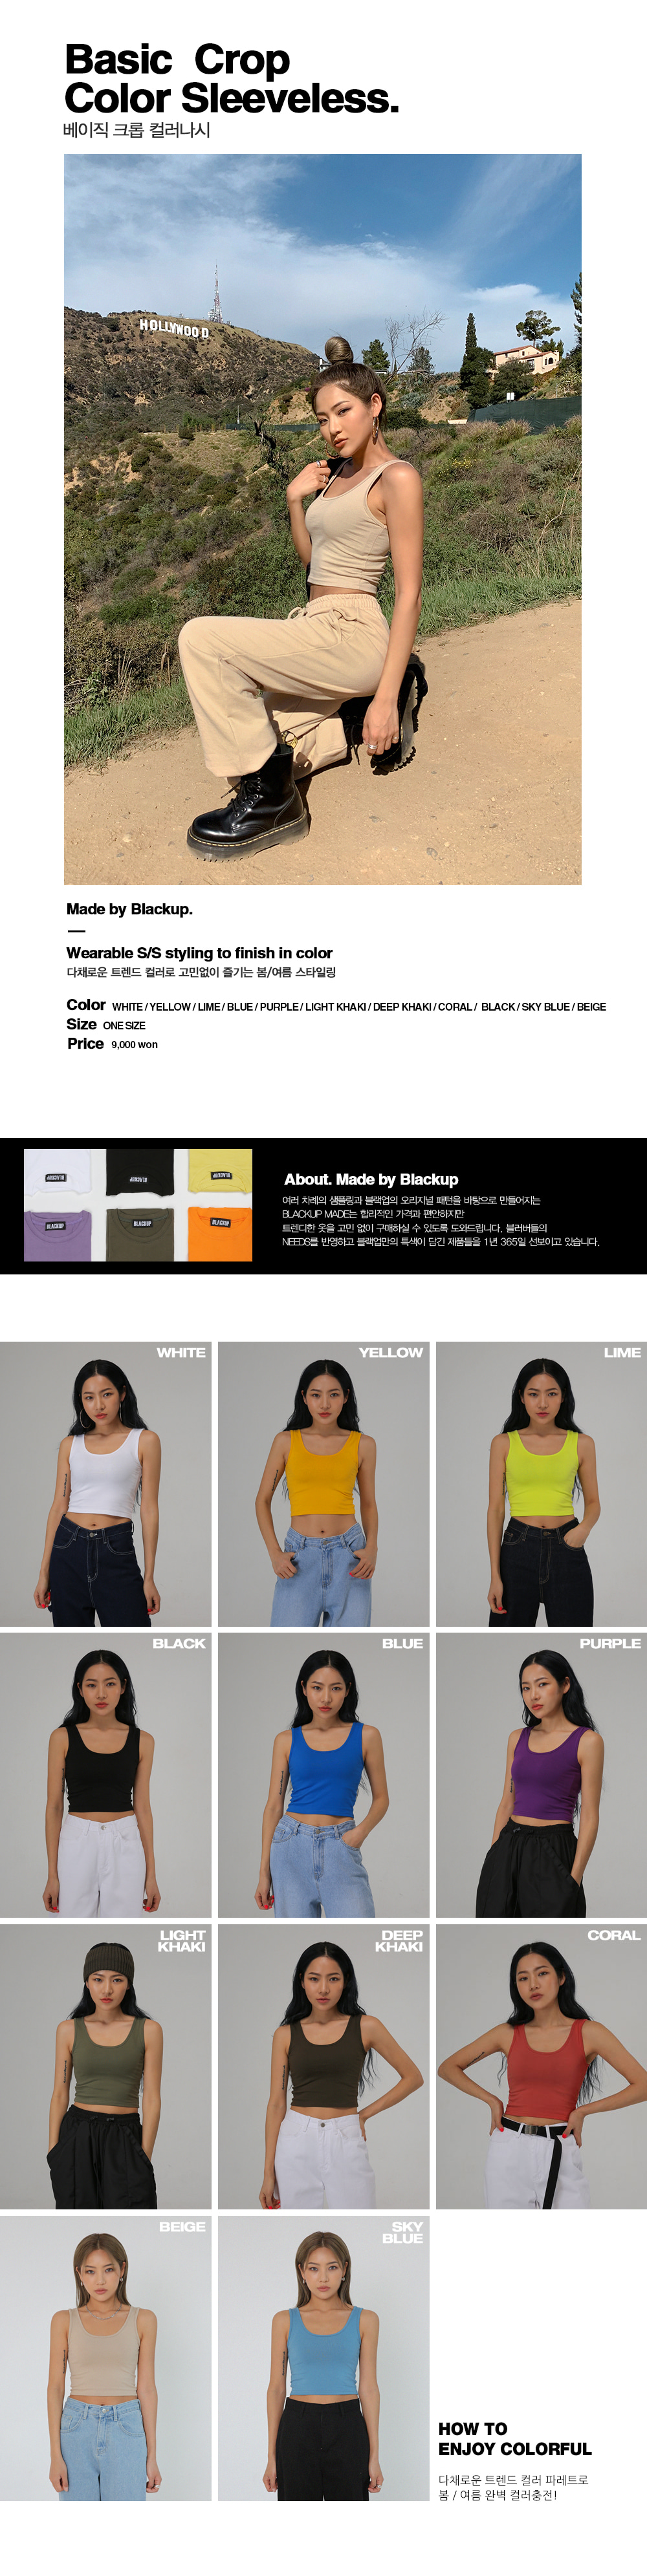 Basic Crop
Color Sleeveless.
베이직 크롭 컬러나시
HOLLYWOOD
Made by Blackup.
Wearable S/S styling to finish in color
다채로운 트렌드 컬러로 고민없이 즐기는 봄/여름 스타일링
Color WHITE / YELLOW / LIME / BLUE / PURPLE / LIGHT KHAKI / DEEP KHAKI / CORAL / BLACK / SKY BLUE / BEIGE
Size ONE SIZE
Price 9,000 won
BLACKUP BLACKUP BLACKUP
BLACKUP BLACKUP BLACKUP
About. Made by Blackup
여러 차례의 샘플링과 블랙업의 오리지널 패턴을 바탕으로 만들어지는
BLACKUP MADE는 합리적인 가격과 편안하지만
트렌디한 옷을 고민 없이 구매하실 수 있도록 도와드립니다. 블러버들의
NEEDS를 반영하고 블랙업만의 특색이 담긴 제품들을 1년 365일 선보이고 있습니다.
WHITE
YELLOW
LIME
BLACK
BLUE
PURPLE
LIGHT
KHAKI
DEEP
KHAKI
CORAL
BEIGE
SKY
BLUE
HOW TO
ENJOY COLORFUL
다채로운 트렌드 컬러 파레트로
봄 / 여름 완벽 컬러충전!